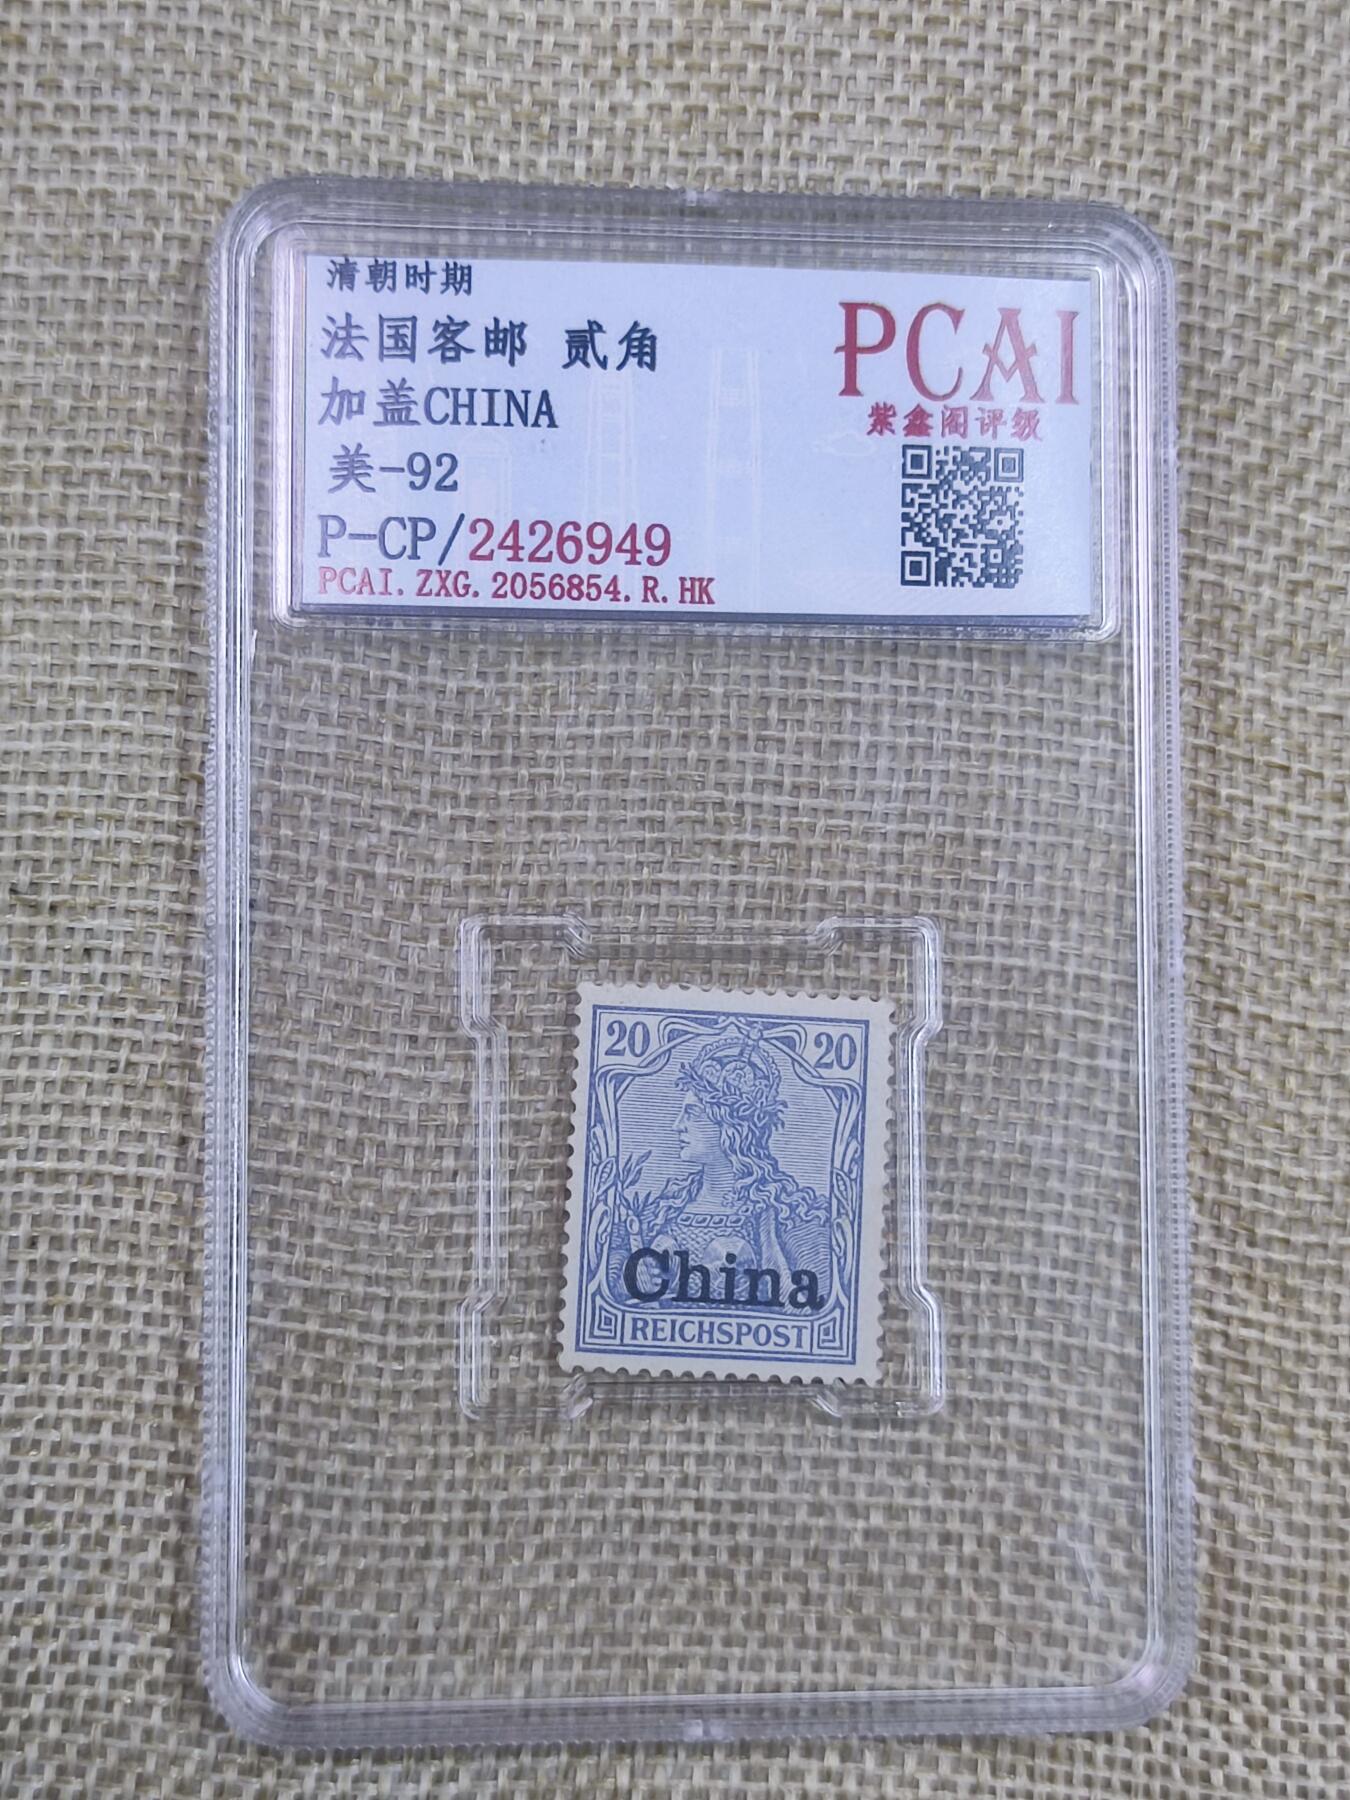 清朝时期
法国客邮 贰角
加盖CHINA
美-92
P-CP/2426949
PCAI.ZXG.2056854.R.HK
PCAI
紫鑫阁评级
20 20
China
REICHSPOST